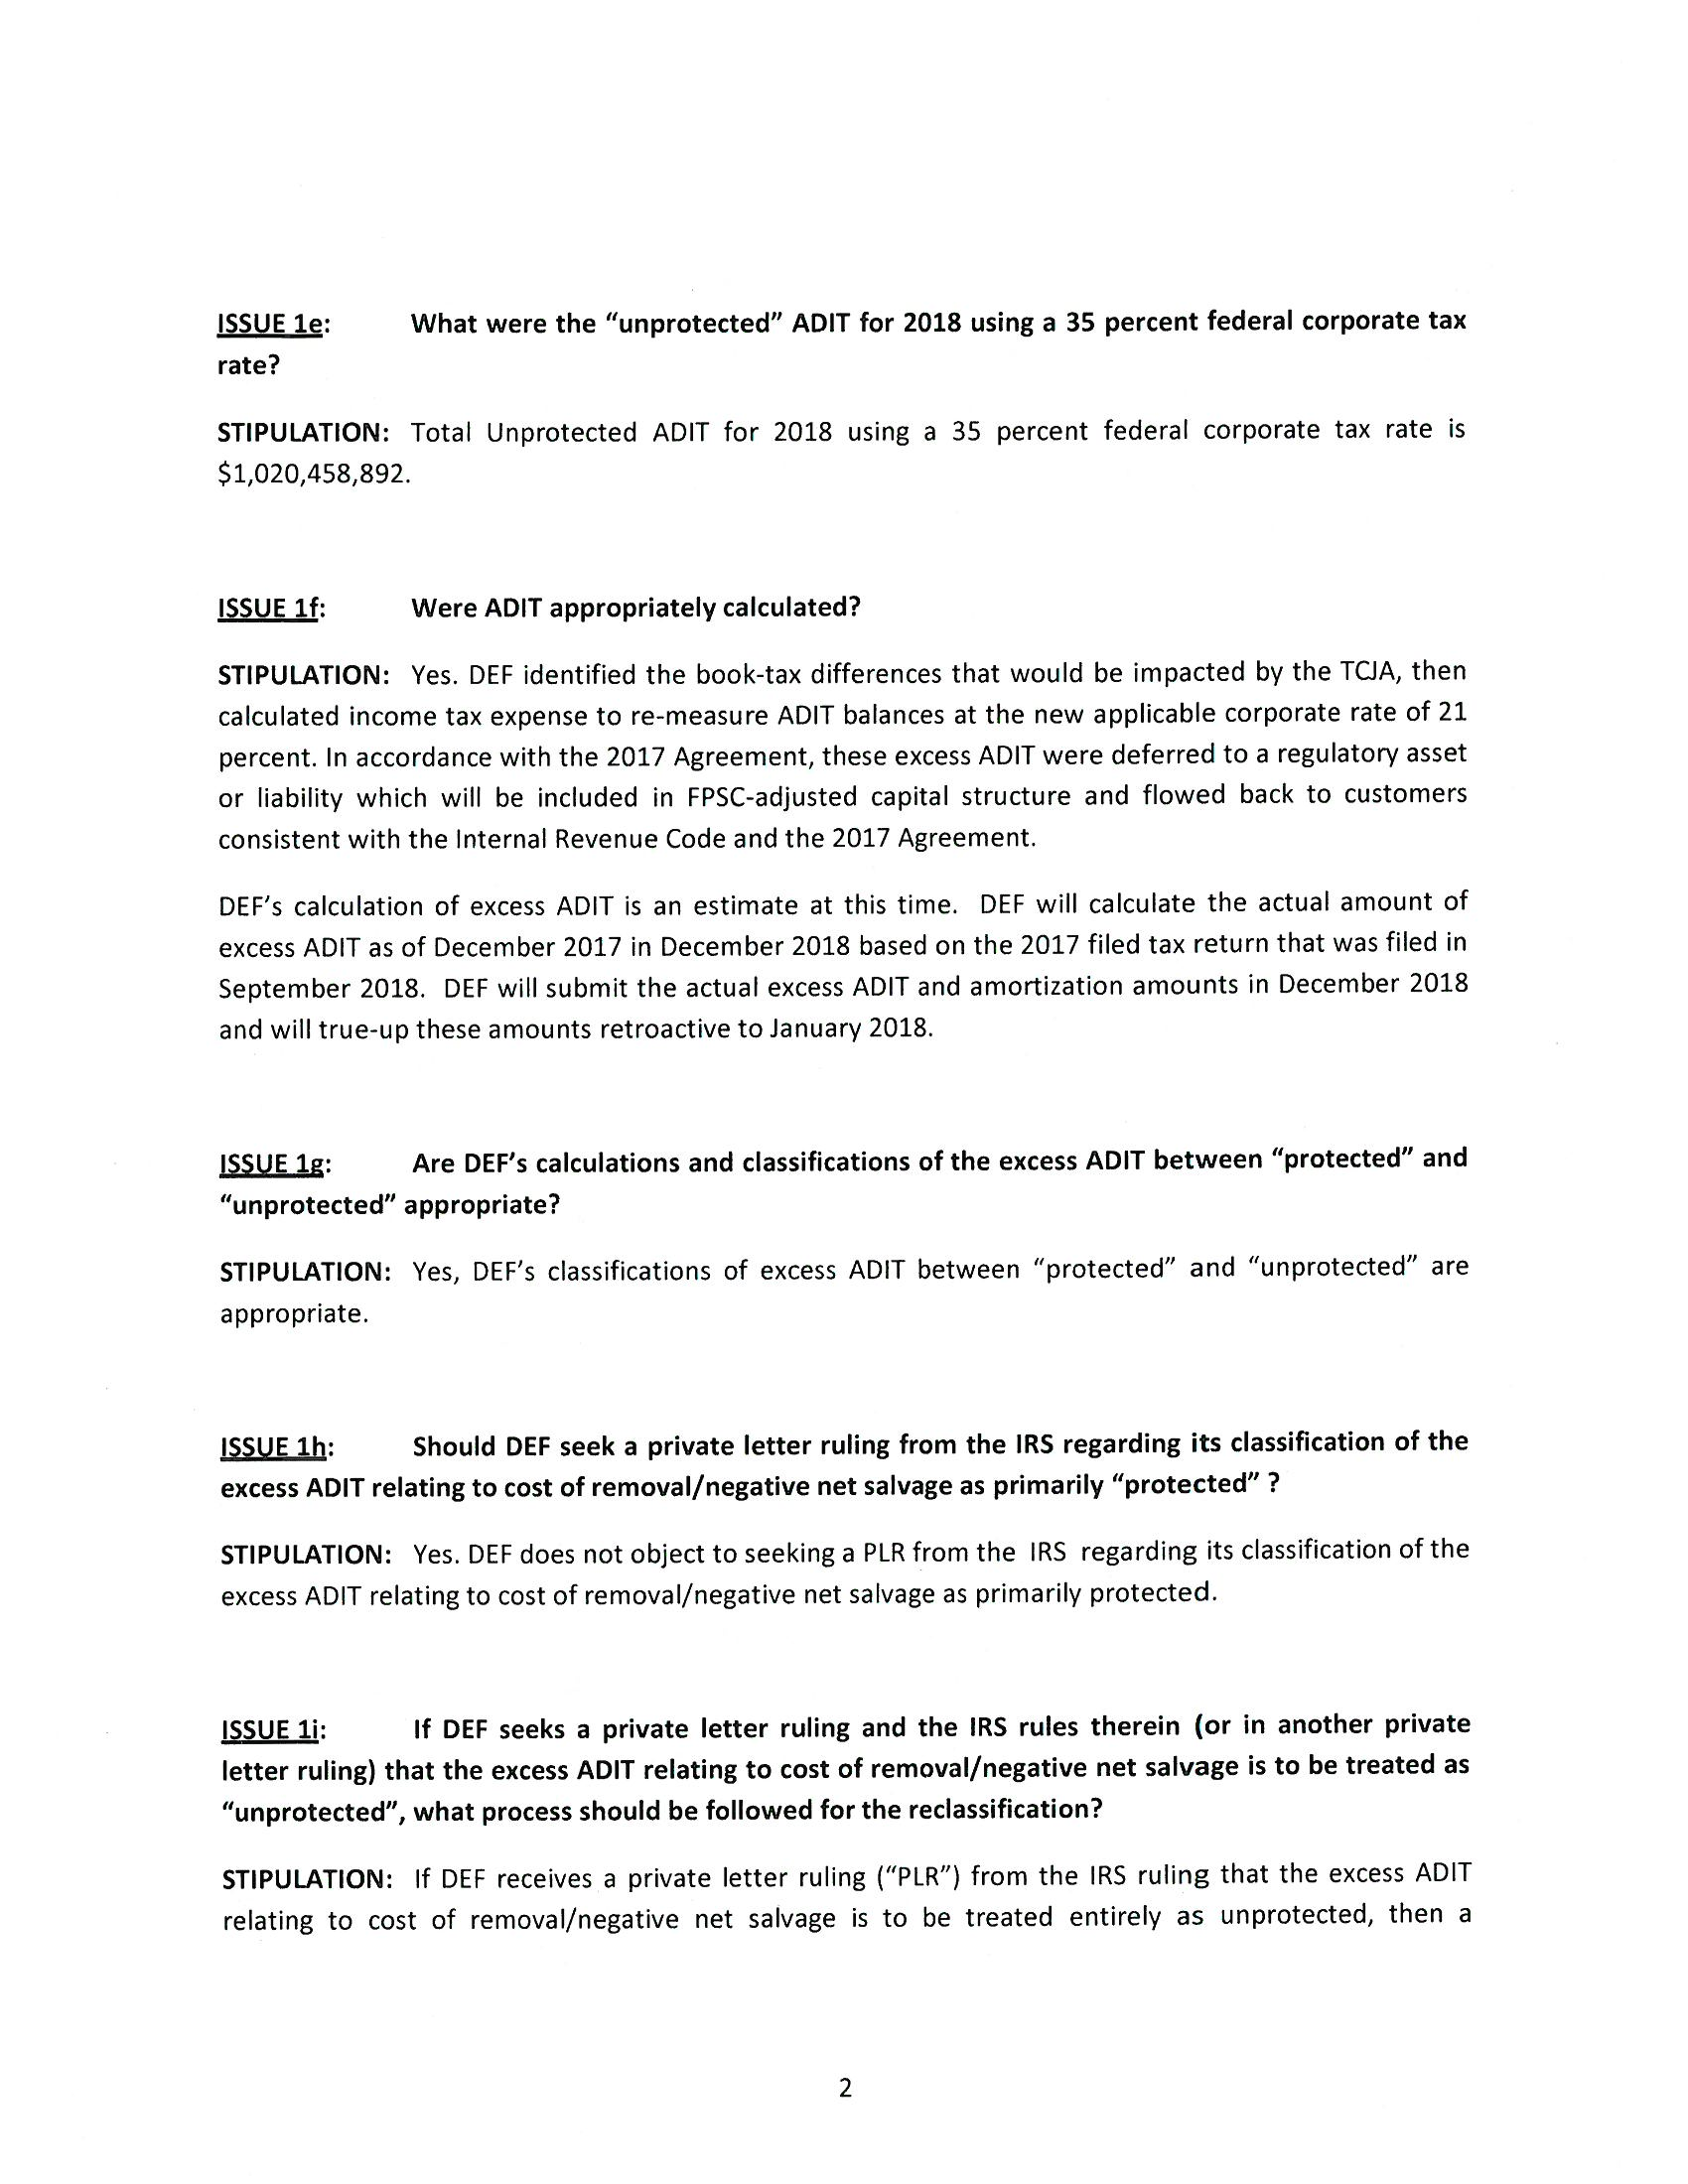 ISSUE 1e: What were the “unprotected” ADIT for 2018 using a 35 percent federal corporate tax
rate?
STIPULATION: Total Unprotected ADIT for 2018 using a 35 percent federal corporate tax rate is
$1,020,458,892.
ISSUE 1f: Were ADIT appropriately calculated?
STIPULATION: Yes. DEF identified the book-tax differences that would be impacted by the TCJA, then
calculated income tax expense to re-measure ADIT balances at the new applicable corporate rate of 21
percent. In accordance with the 2017 Agreement, these excess ADIT were deferred to a regulatory asset
or liability which will be included in FPSC-adjusted capital structure and flowed back to customers
consistent with the Internal Revenue Code and the 2017 Agreement.
DEF’s calculation of excess ADIT is an estimate at this time. DEF will calculate the actual amount of
excess ADIT as of December 2017 in December 2018 based on the 2017 filed tax return that was filed in
September 2018. DEF will submit the actual excess ADIT and amortization amounts in December 2018
and will true-up these amounts retroactive to January 2018.
ISSUE 1g: Are DEF’s calculations and classifications of the excess ADIT between “protected” and
“unprotected” appropriate?
STIPULATION: Yes, DEF’s classifications of excess ADIT between “protected” and “unprotected” are
appropriate.
ISSUE 1h: Should DEF seek a private letter ruling from the IRS regarding its classification of the
excess ADIT relating to cost of removal/negative net salvage as primarily “protected” ?
STIPULATION: Yes. DEF does not object to seeking a PLR from the IRS regarding its classification of the
excess ADIT relating to cost of removal/negative net salvage as primarily protected.
ISSUE 1i: If DEF seeks a private letter ruling and the IRS rules therein (or in another private
letter ruling) that the excess ADIT relating to cost of removal/negative net salvage is to be treated as
“unprotected”, what process should be followed for the reclassification?
STIPULATION: If DEF receives a private letter ruling (“PLR”) from the IRS ruling that the excess ADIT
relating to cost of removal/negative net salvage is to be treated entirely as unprotected, then a
2